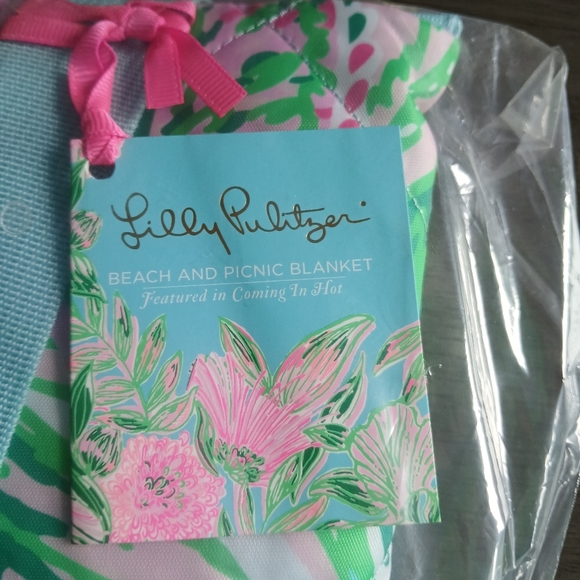 Lilly Pulitzer
BEACH AND PICNIC BLANKET
Featured in Coming In Hot